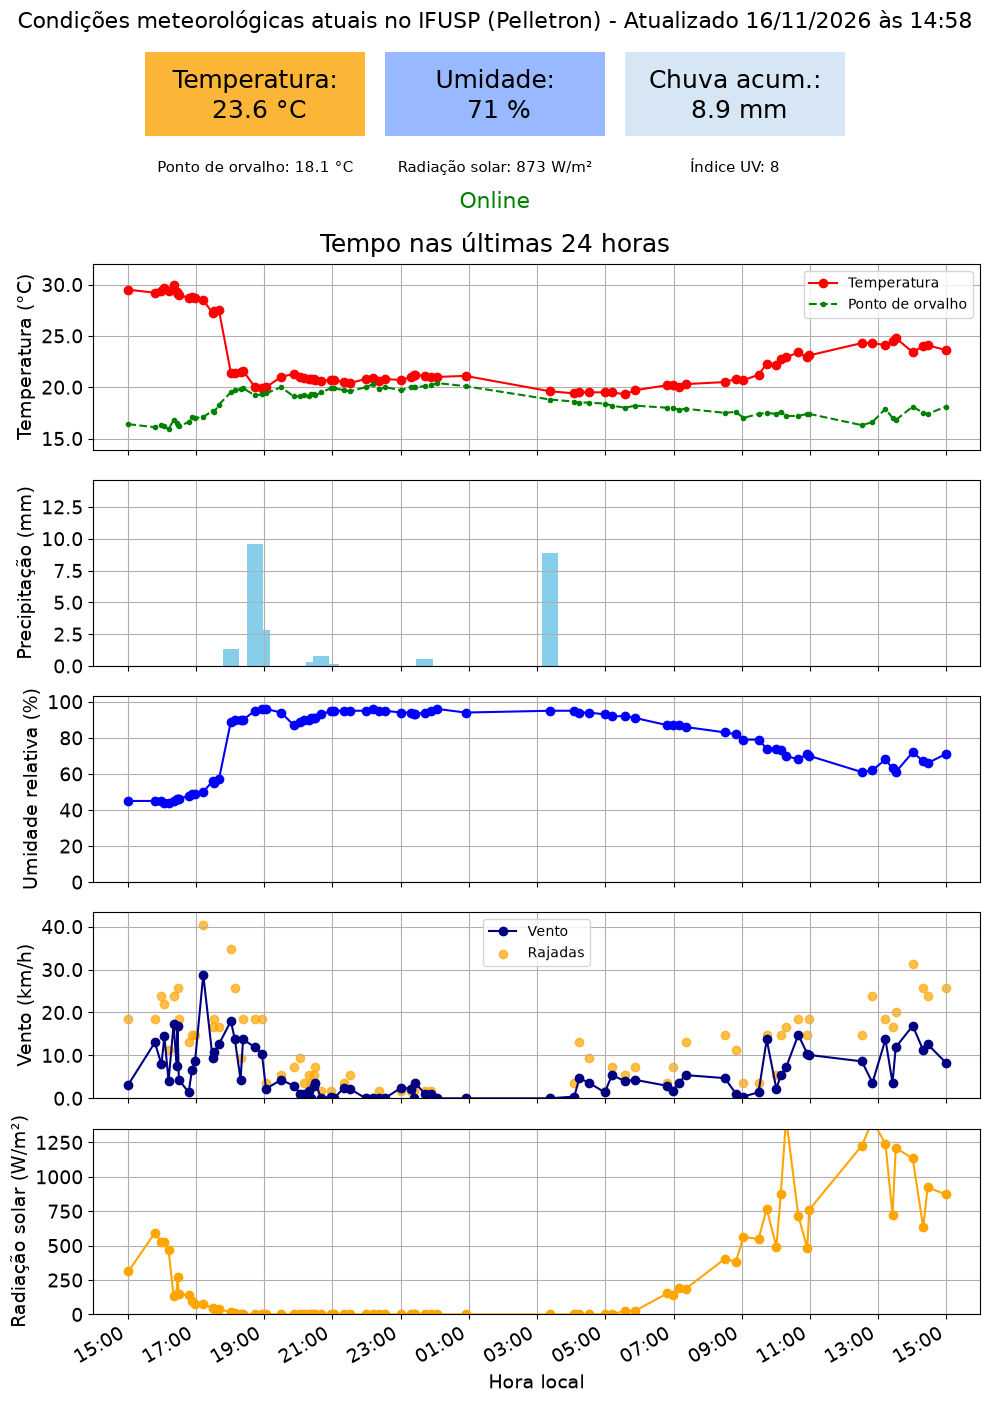 Condições meteorológicas atuais no IFUSP (Pelletron) - Atualizado 16/11/2026 às 14:58
Temperatura:
23.6 °C
Umidade:
71 %
Chuva acum.:
8.9 mm
Ponto de orvalho: 18.1 °C
Radiação solar: 873 W/m²
Índice UV: 8
Online
Tempo nas últimas 24 horas
Temperatura (°C)
30.0
25.0
20.0
15.0
Temperatura
Ponto de orvalho
Precipitação (mm)
12.5
10.0
7.5
5.0
2.5
0.0
Umidade relativa (%)
100
80
60
40
20
0
Vento (km/h)
40.0
30.0
20.0
10.0
0.0
Vento
Rajadas
Radiação solar (W/m²)
1250
1000
750
500
250
0
15:00
17:00
19:00
21:00
23:00
01:00
03:00
05:00
07:00
09:00
11:00
13:00
15:00
Hora local